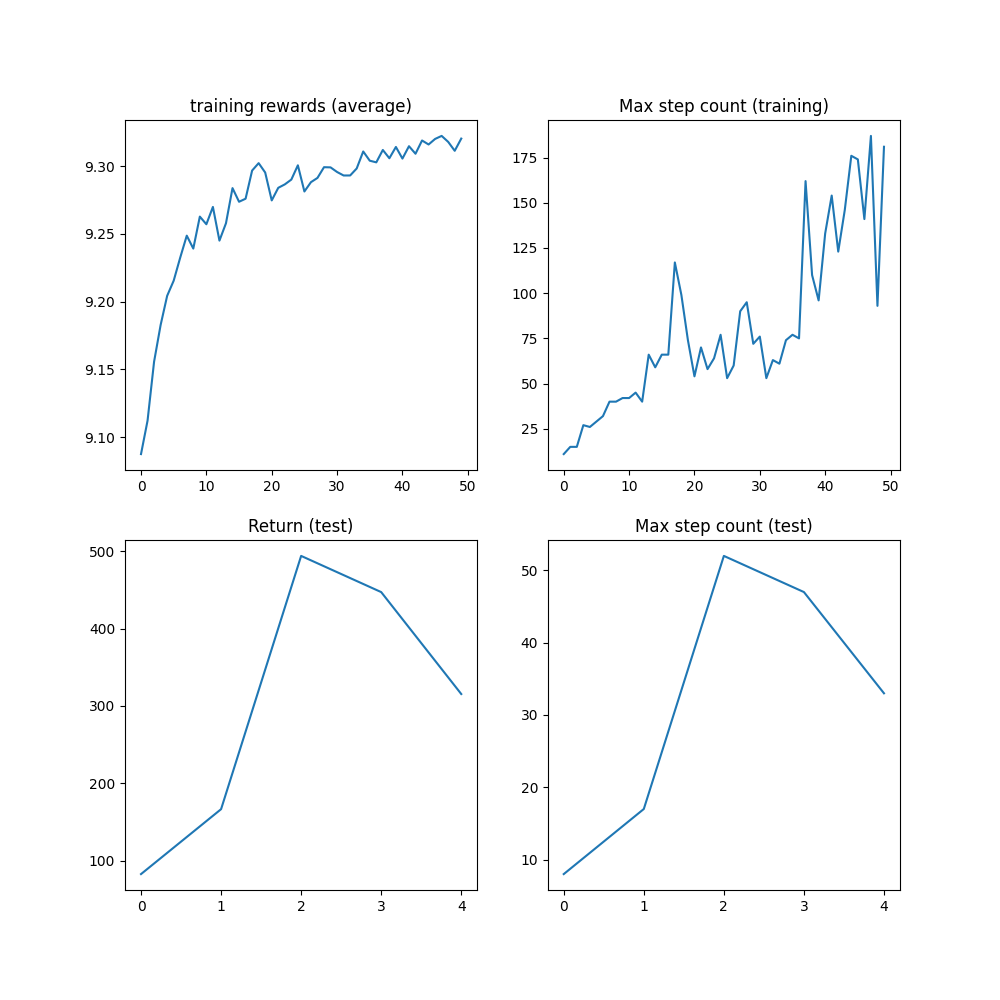 training rewards (average)
9.30
9.25
9.20
9.15
9.10
0 10 20 30 40 50
Max step count (training)
175
150
125
100
75
50
25
0 10 20 30 40 50
Return (test)
500
400
300
200
100
0 1 2 3 4
Max step count (test)
50
40
30
20
10
0 1 2 3 4